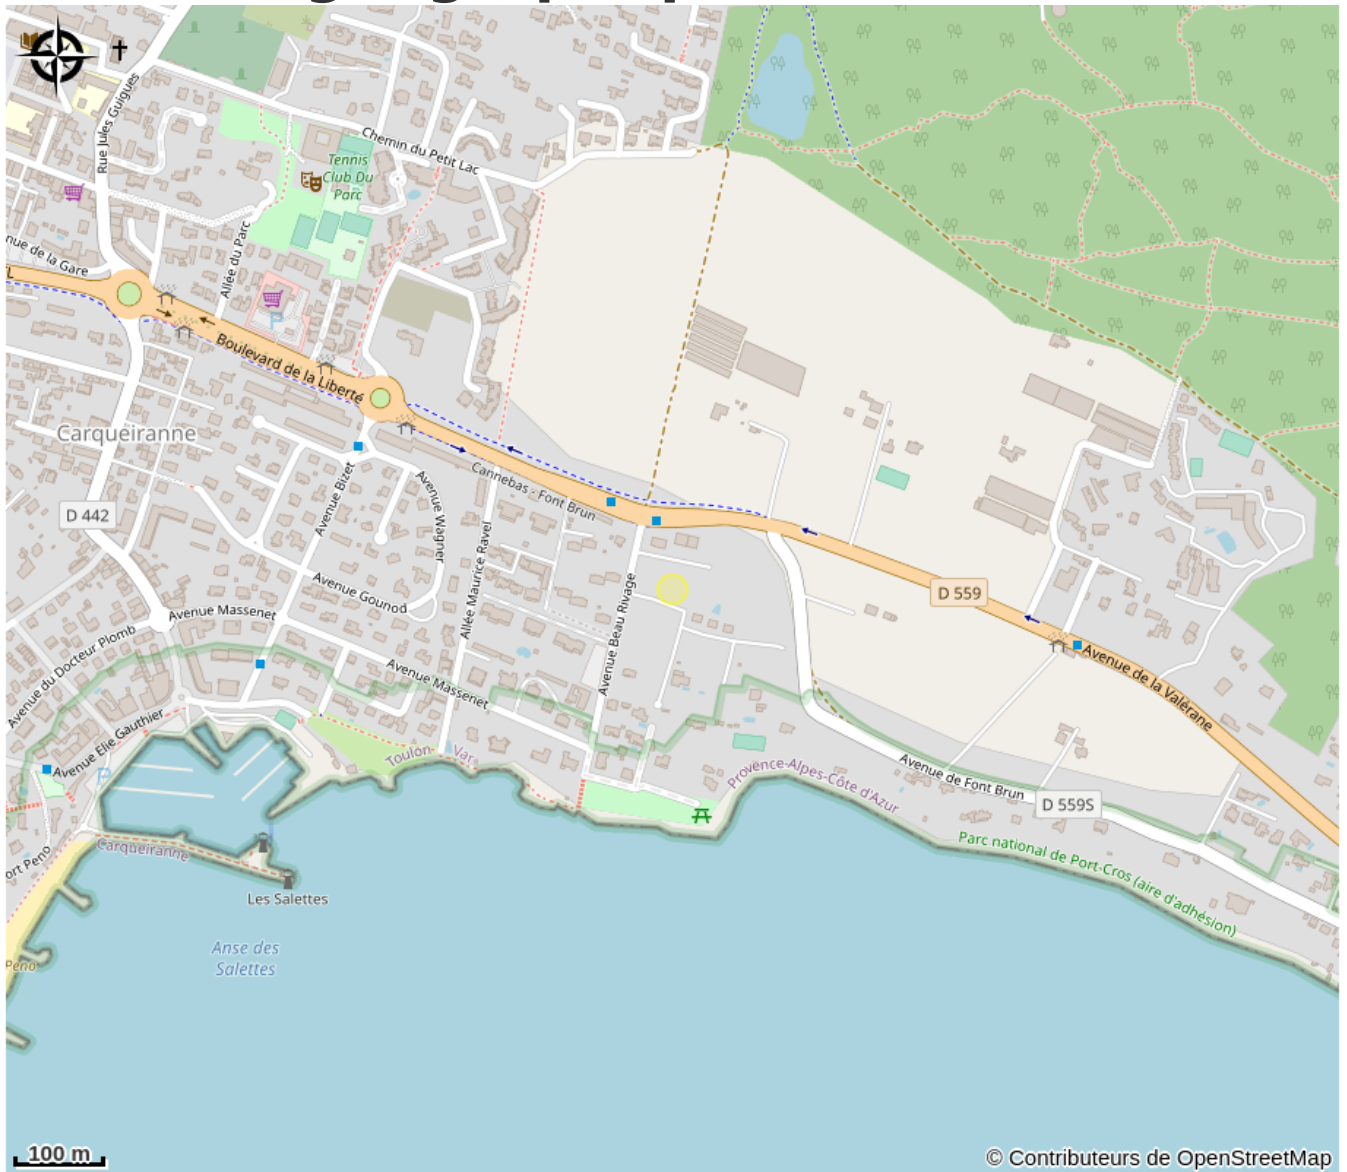 Rue Jules Guigues
Chemin du Petit Lac
Tennis
Club Du
Parc
nue de la Gare
Allée du Parc
L
P
Boulevard de la Liberté
Carqueiranne
Cannebas - Font Brun
D 442
Avenue Bizet
Avenue Wagner
Allée Maurice Ravel
Avenue Gounod
Avenue Beau Rivage
D 559
Avenue Massenet
Avenue du Docteur Plomb
Avenue Massenet
Avenue de la Valérane
Avenue Elie Gauthier
Toulon
Var
Provence-Alpes-Côte d'Azur
Avenue de Font Brun
D 559S
P
Parc national de Port-Cros (aire d'adhésion)
Carqueiranne
ort Peno
Les Salettes
Anse des
Salettes
Peno
100 m
© Contributeurs de OpenStreetMap